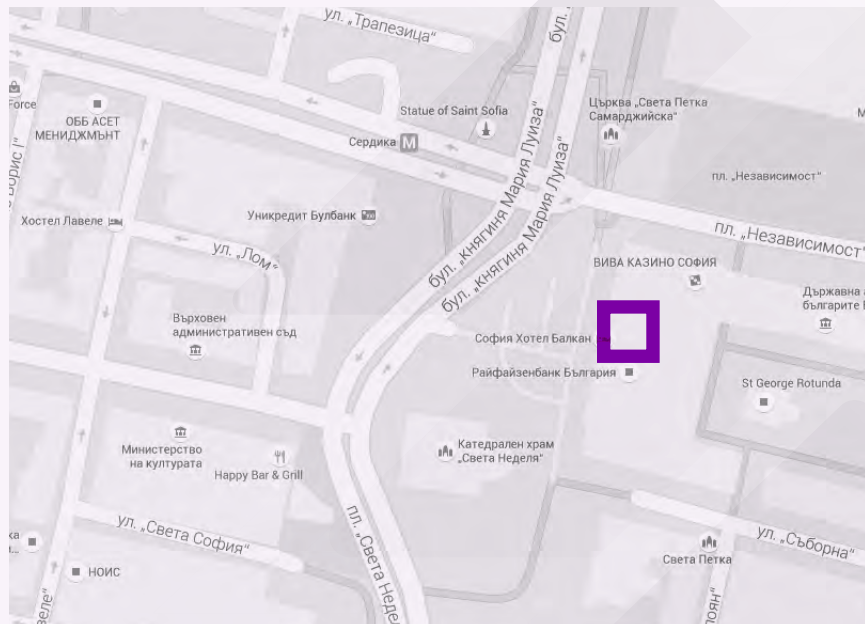 ул. „Трапезица“
бул.
Force
ОББ АСЕТ
МЕНИДЖМЪНТ
Statue of Saint Sofia
Църква „Света Петка
Самарджийска“
Сердика M
пл. „Независимост“
Борис I“
Хостел Лавеле
Уникредит Булбанк
бул. „Княгиня Мария Луиза“
бул. „Княгиня Мария Луиза“
пл. „Независимост“
ул. „Лом“
ВИВА КАЗИНО СОФИЯ
Държавна
българите
Върховен
административен съд
София Хотел Балкан
Райфайзенбанк България
St George Rotunda
Министерство
на културата
Happy Bar & Grill
Катедрален храм
„Света Неделя“
ул. „Света София“
пл. „Света Недел
ул. „Съборна“
Света Петка
НОИС